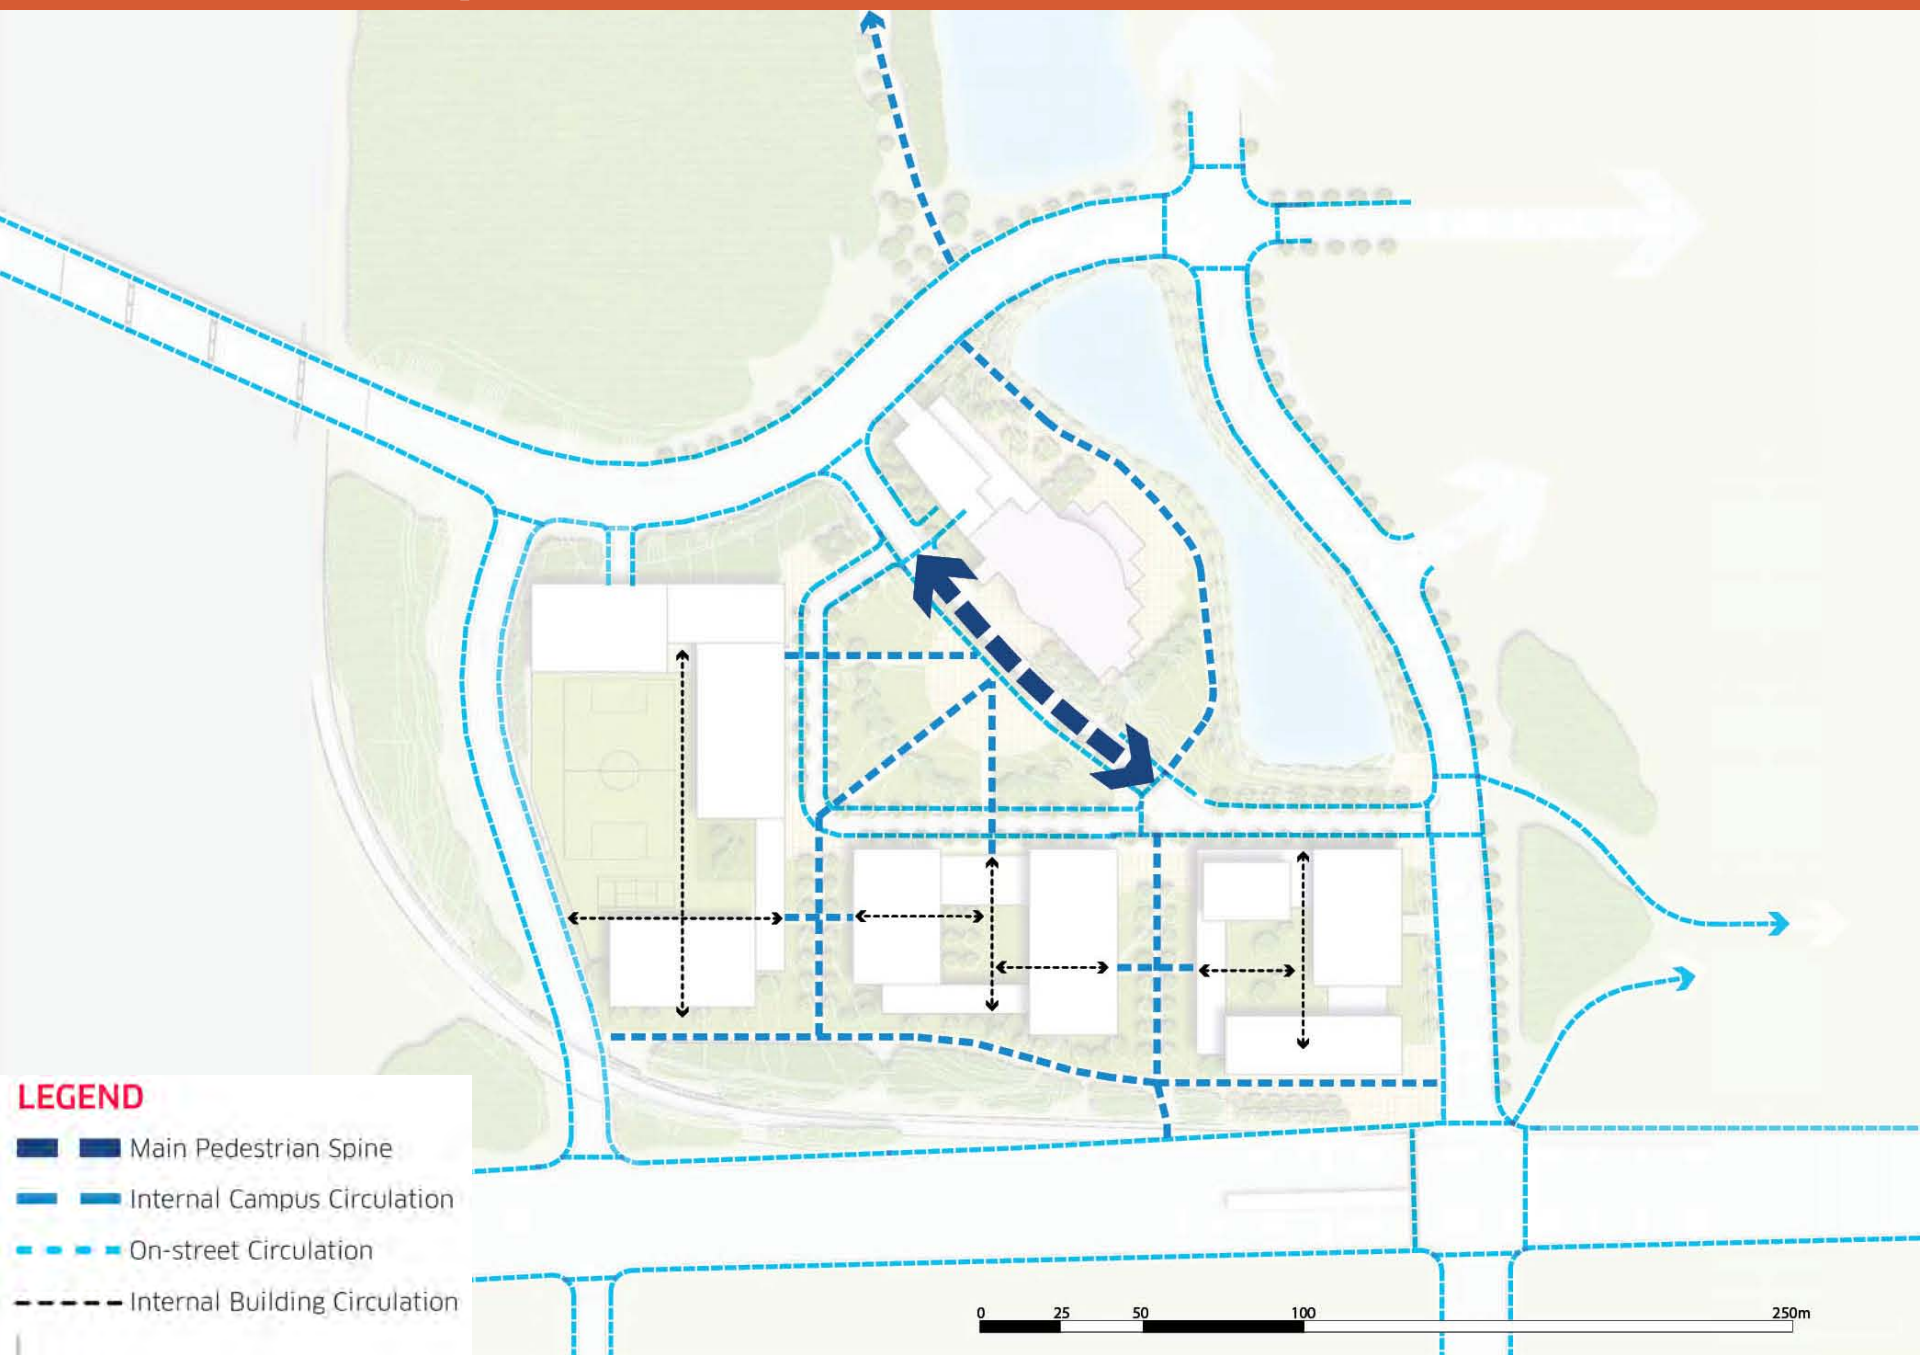 LEGEND
Main Pedestrian Spine
Internal Campus Circulation
On-street Circulation
Internal Building Circulation
0 25 50 100 250m